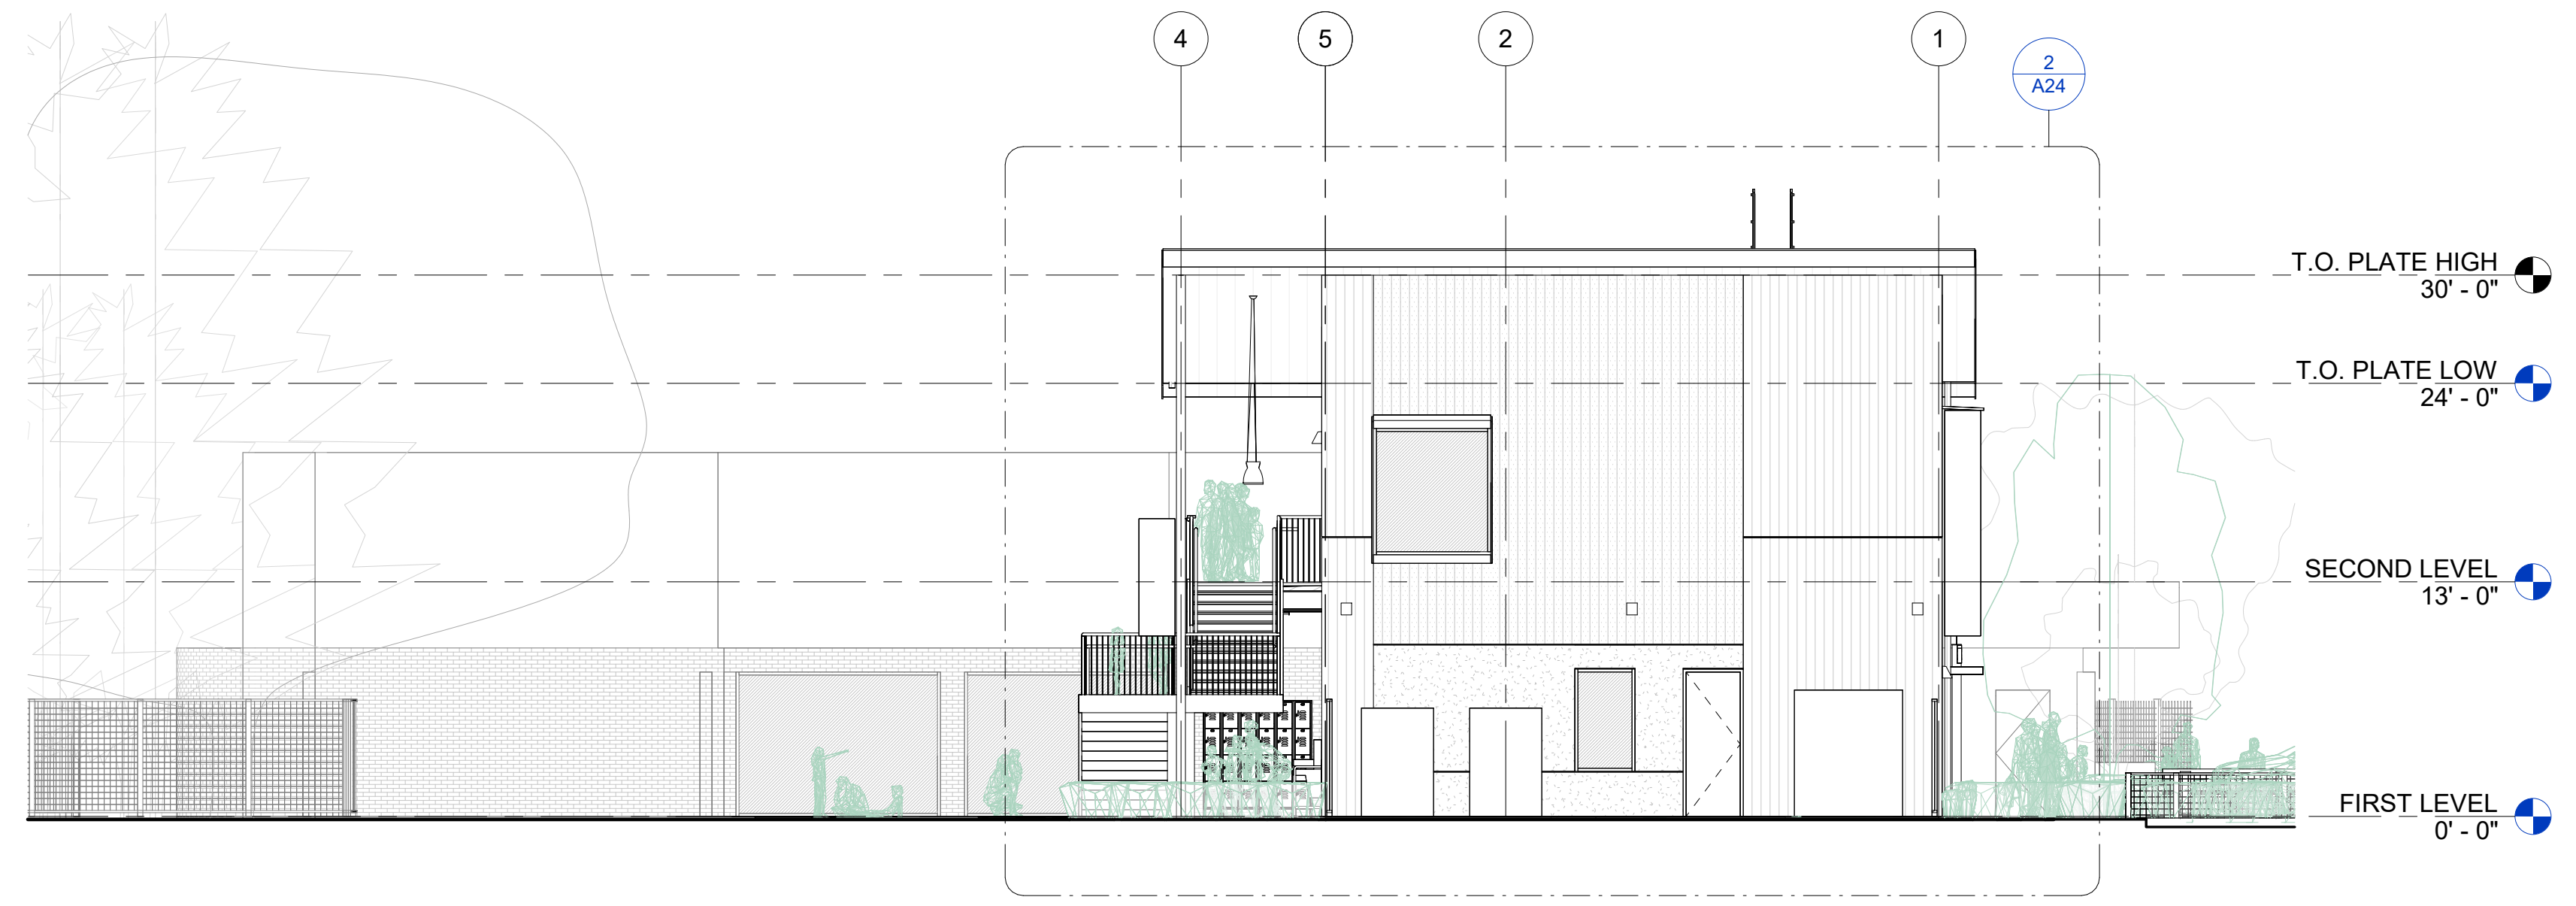 4
5
2
1
2
A24
T.O. PLATE HIGH
30' - 0"
T.O. PLATE LOW
24' - 0"
SECOND LEVEL
13' - 0"
FIRST LEVEL
0' - 0"